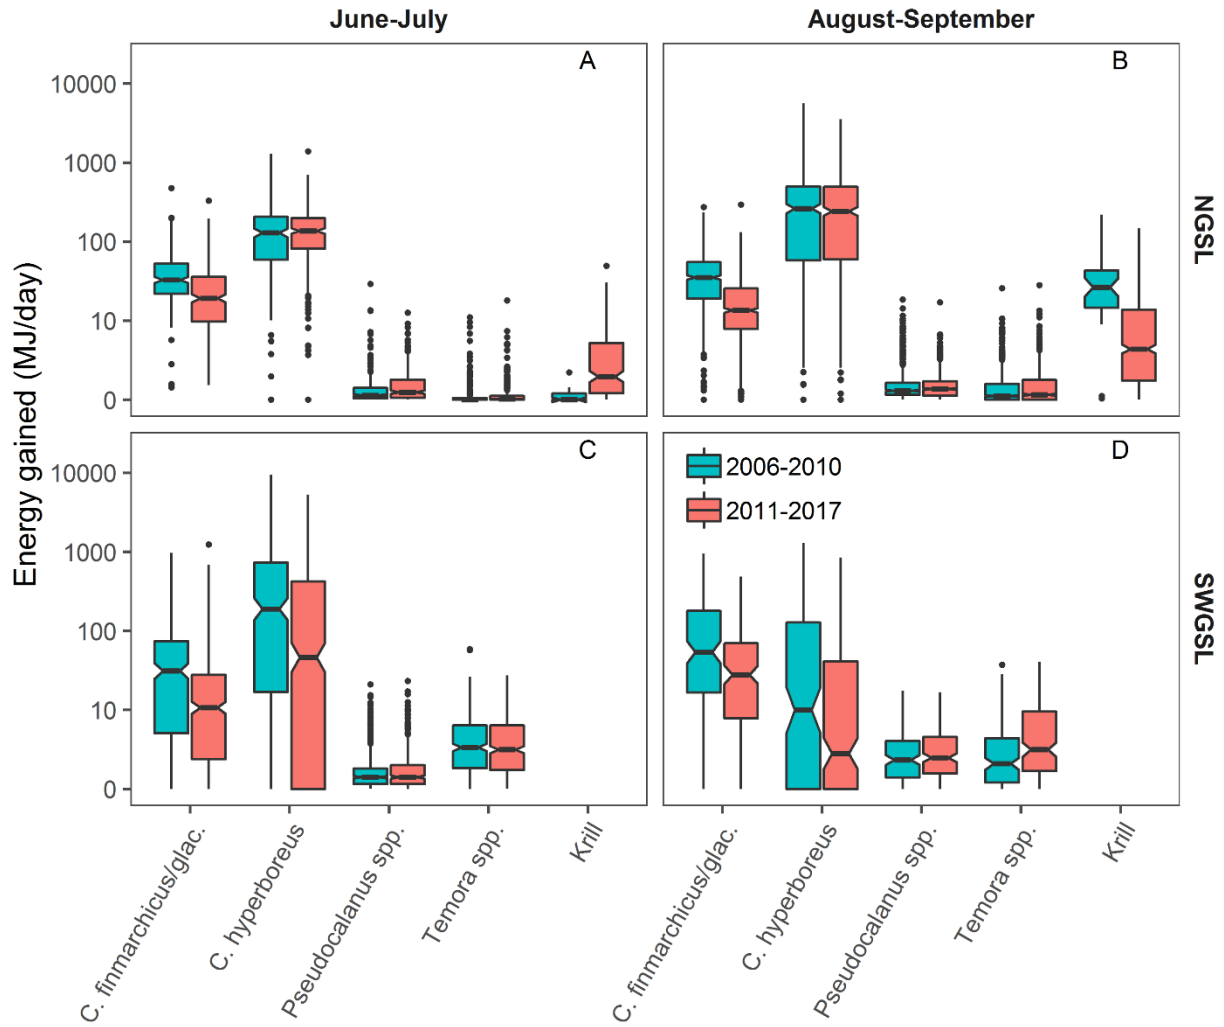 June-July
August-September
A
B
10000
1000
100
10
0
NGSL
Energy gained (MJ/day)
C
D
2006-2010
2011-2017
10000
1000
100
10
0
SWGSL
C. finmarchicus/glac.
C. hyperboreus
Pseudocalanus spp.
Temora spp.
Krill
C. finmarchicus/glac.
C. hyperboreus
Pseudocalanus spp.
Temora spp.
Krill